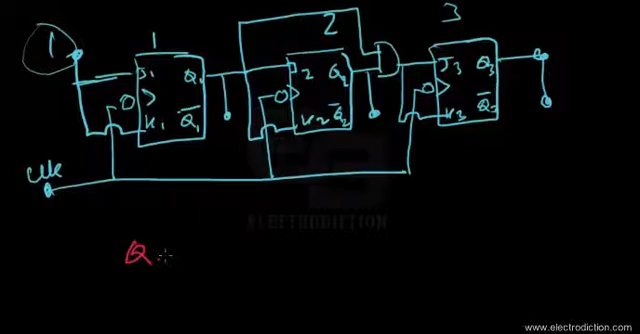 2
3
1
1
J1 Q1
J2 Q2
J3 Q3
K1 Q̅1
K2 Q̅2
K3 Q̅3
CLK
ELECTRODICTION
Q
www.electrodiction.com